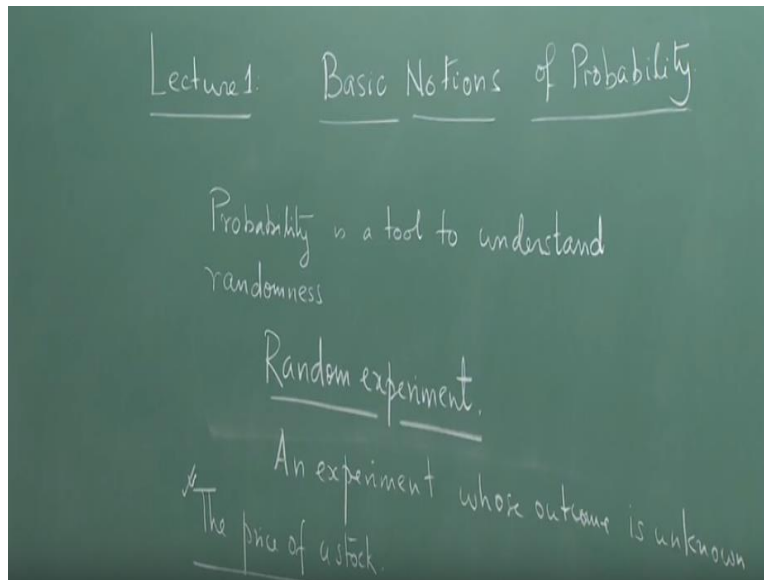 Lecture 1: Basic Notions of Probability.
Probability is a tool to understand
randomness
Random experiment.
An experiment whose outcome is unknown
* The price of a stock.